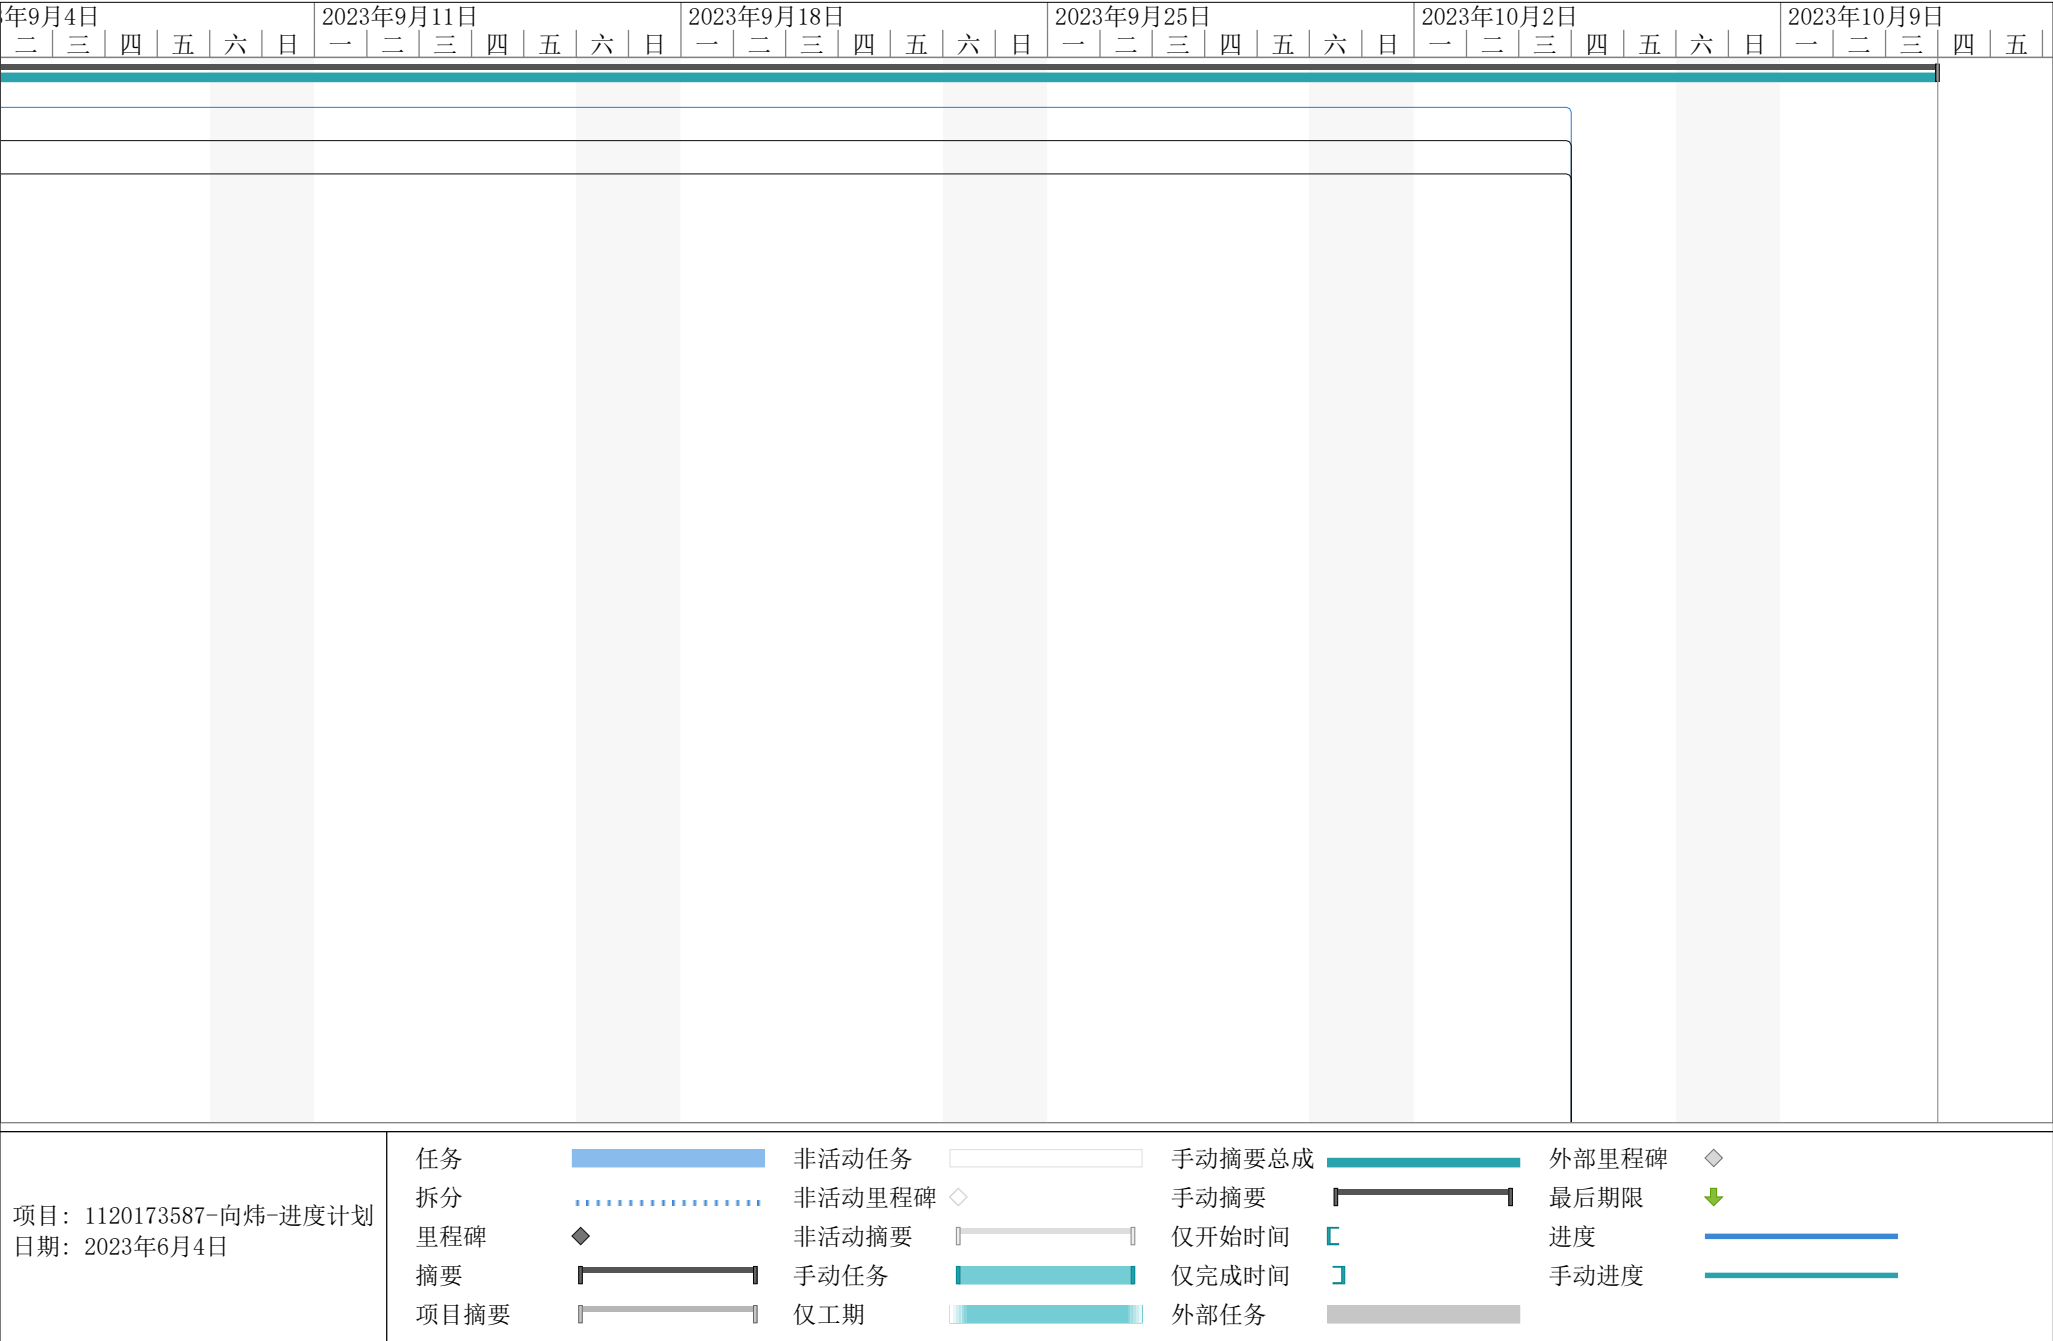 年9月4日 2023年9月11日 2023年9月18日 2023年9月25日 2023年10月2日 2023年10月9日
二 三 四 五 六 日 一 二 三 四 五 六 日 一 二 三 四 五 六 日 一 二 三 四 五 六 日 一 二 三 四 五 六 日 一 二 三 四 五
项目: 1120173587-向炜-进度计划
日期: 2023年6月4日
任务
拆分
里程碑
摘要
项目摘要
非活动任务
非活动里程碑
非活动摘要
手动任务
仅工期
手动摘要总成
手动摘要
仅开始时间
仅完成时间
外部任务
外部里程碑
最后期限
进度
手动进度